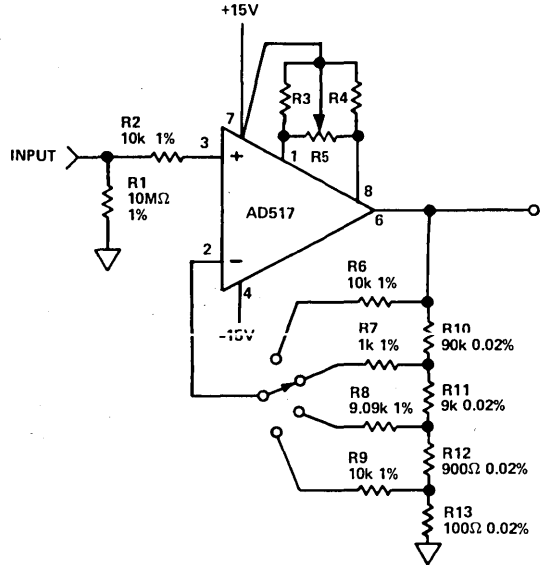 +15V
R3
R4
R2
10k 1%
7
3
INPUT
+
R5
1
R1
10MΩ
1%
8
AD517
6
2
−
4
R6
10k 1%
−15V
R7
1k 1%
R10
90k 0.02%
R8
9.09k 1%
R11
9k 0.02%
R9
10k 1%
R12
900Ω 0.02%
R13
100Ω 0.02%